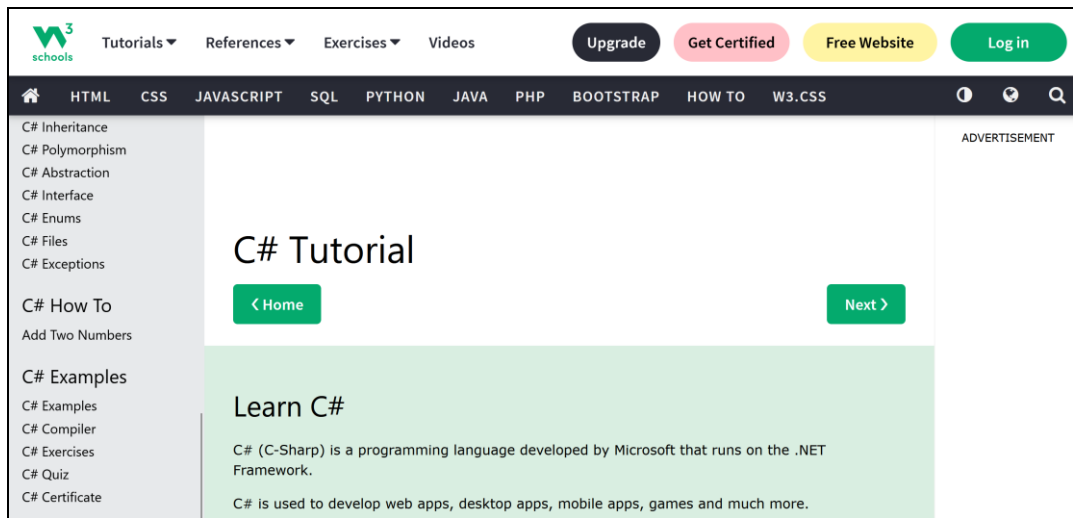 3
schools
Tutorials References Exercises Videos Upgrade Get Certified Free Website Log in
HTML CSS JAVASCRIPT SQL PYTHON JAVA PHP BOOTSTRAP HOW TO W3.CSS
C# Inheritance
C# Polymorphism
C# Abstraction
C# Interface
C# Enums
C# Files
C# Exceptions
C# How To
Add Two Numbers
C# Examples
C# Examples
C# Compiler
C# Exercises
C# Quiz
C# Certificate
C# Tutorial
❮ Home Next ❯
Learn C#
C# (C-Sharp) is a programming language developed by Microsoft that runs on the .NET
Framework.
C# is used to develop web apps, desktop apps, mobile apps, games and much more.
ADVERTISEMENT